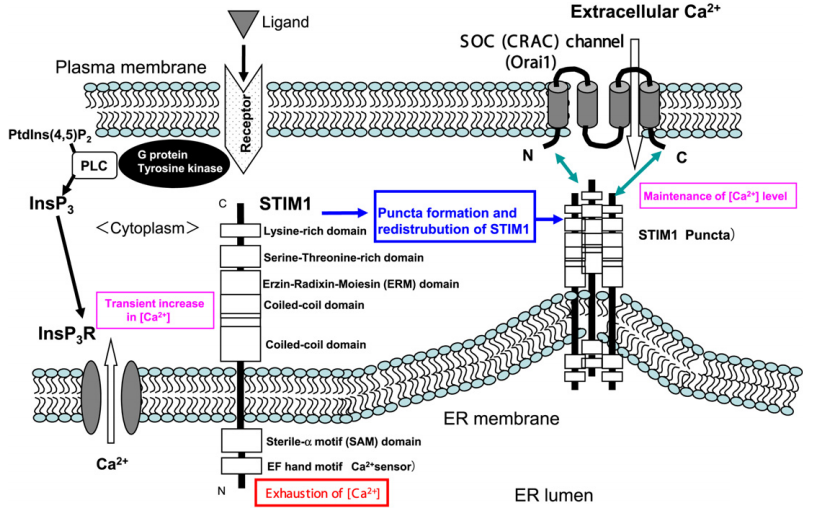 Extracellular Ca²⁺
Ligand
SOC (CRAC) channel
(Orai1)
Plasma membrane
Receptor
PtdIns(4,5)P₂
G protein
Tyrosine kinase
PLC
N
C
InsP₃
C
STIM1
Puncta formation and
redistrubution of STIM1
Maintenance of [Ca²⁺] level
<Cytoplasm>
Lysine-rich domain
STIM1 Puncta)
Serine-Threonine-rich domain
Erzin-Radixin-Moiesin (ERM) domain
Transient increase
in [Ca²⁺]
Coiled-coil domain
InsP₃R
Coiled-coil domain
ER membrane
Sterile-α motif (SAM) domain
Ca²⁺
EF hand motif Ca²⁺sensor)
N
Exhaustion of [Ca²⁺]
ER lumen